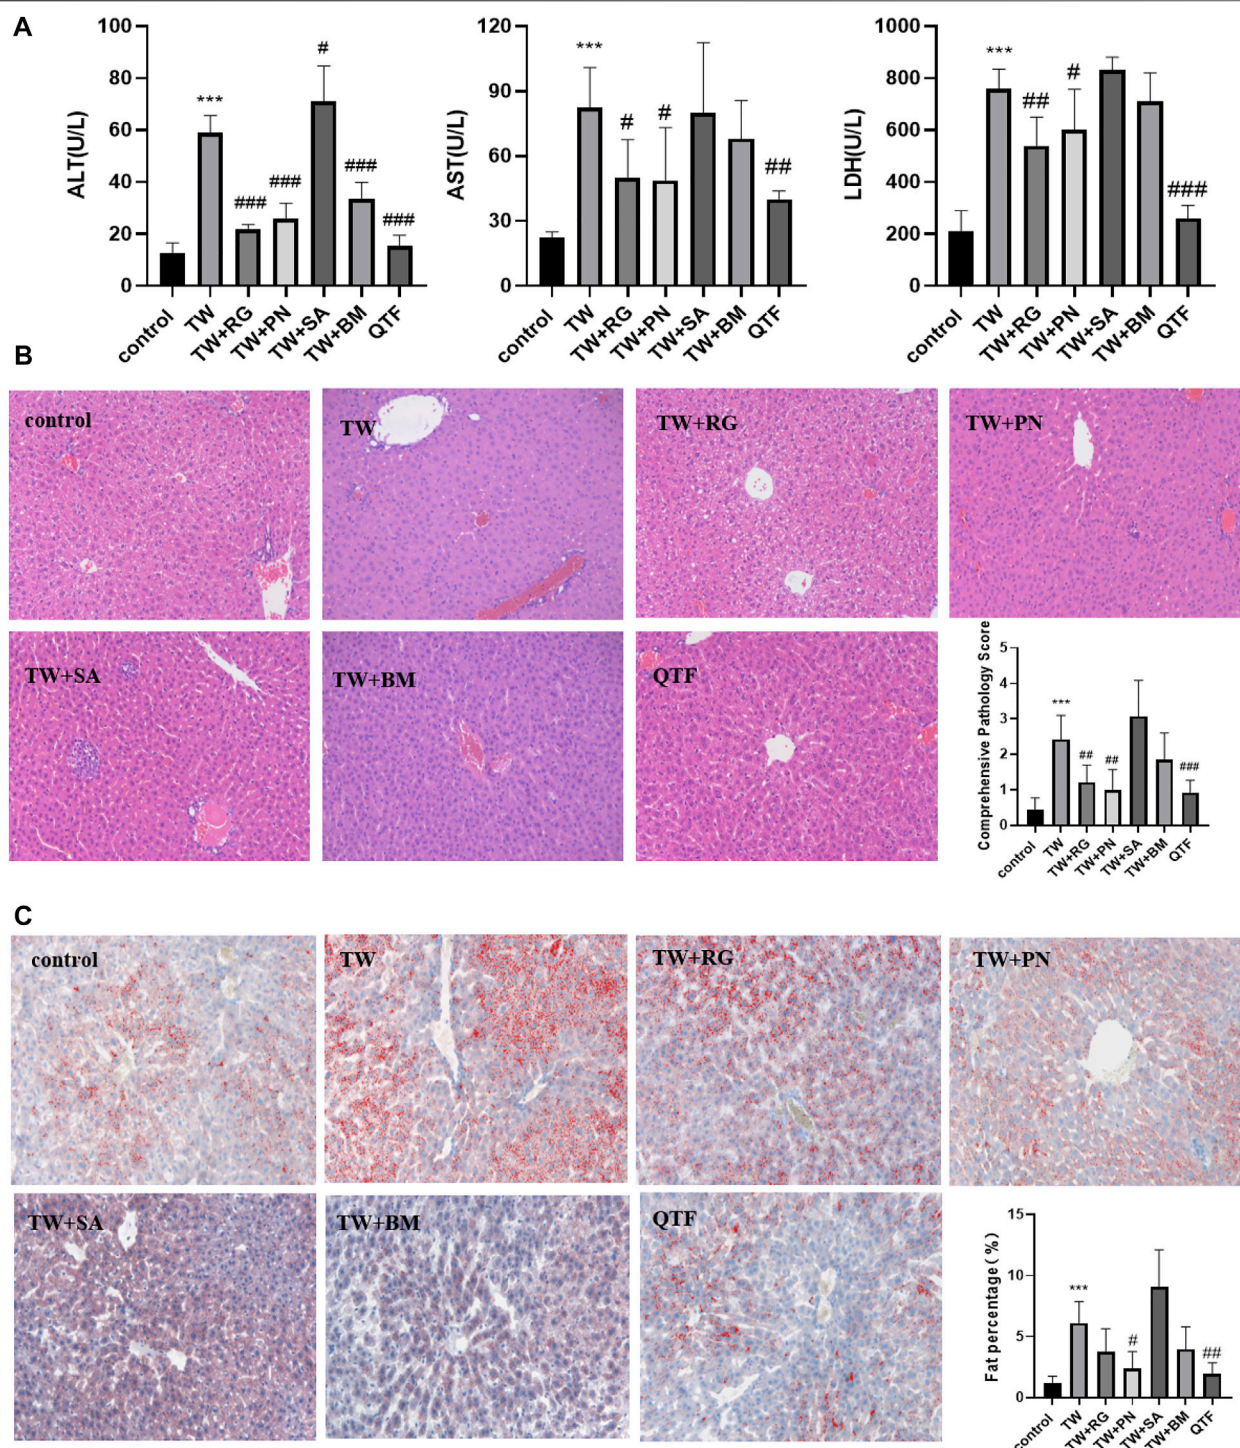 A
ALT(U/L)
100
80
60
40
20
0
***
###
###
#
###
###
control
TW
TW+RG
TW+PN
TW+SA
TW+BM
QTF
AST(U/L)
120
90
60
30
0
***
#
#
##
control
TW
TW+RG
TW+PN
TW+SA
TW+BM
QTF
LDH(U/L)
1000
800
600
400
200
0
***
##
#
###
control
TW
TW+RG
TW+PN
TW+SA
TW+BM
QTF
B
control
TW
TW+RG
TW+PN
TW+SA
TW+BM
QTF
Comprehensive Pathology Score
5
4
3
2
1
0
***
##
##
###
control
TW
TW+RG
TW+PN
TW+SA
TW+BM
QTF
C
control
TW
TW+RG
TW+PN
TW+SA
TW+BM
QTF
Fat percentage( %)
15
10
5
0
***
#
##
control
TW
TW+RG
TW+PN
TW+SA
TW+BM
QTF